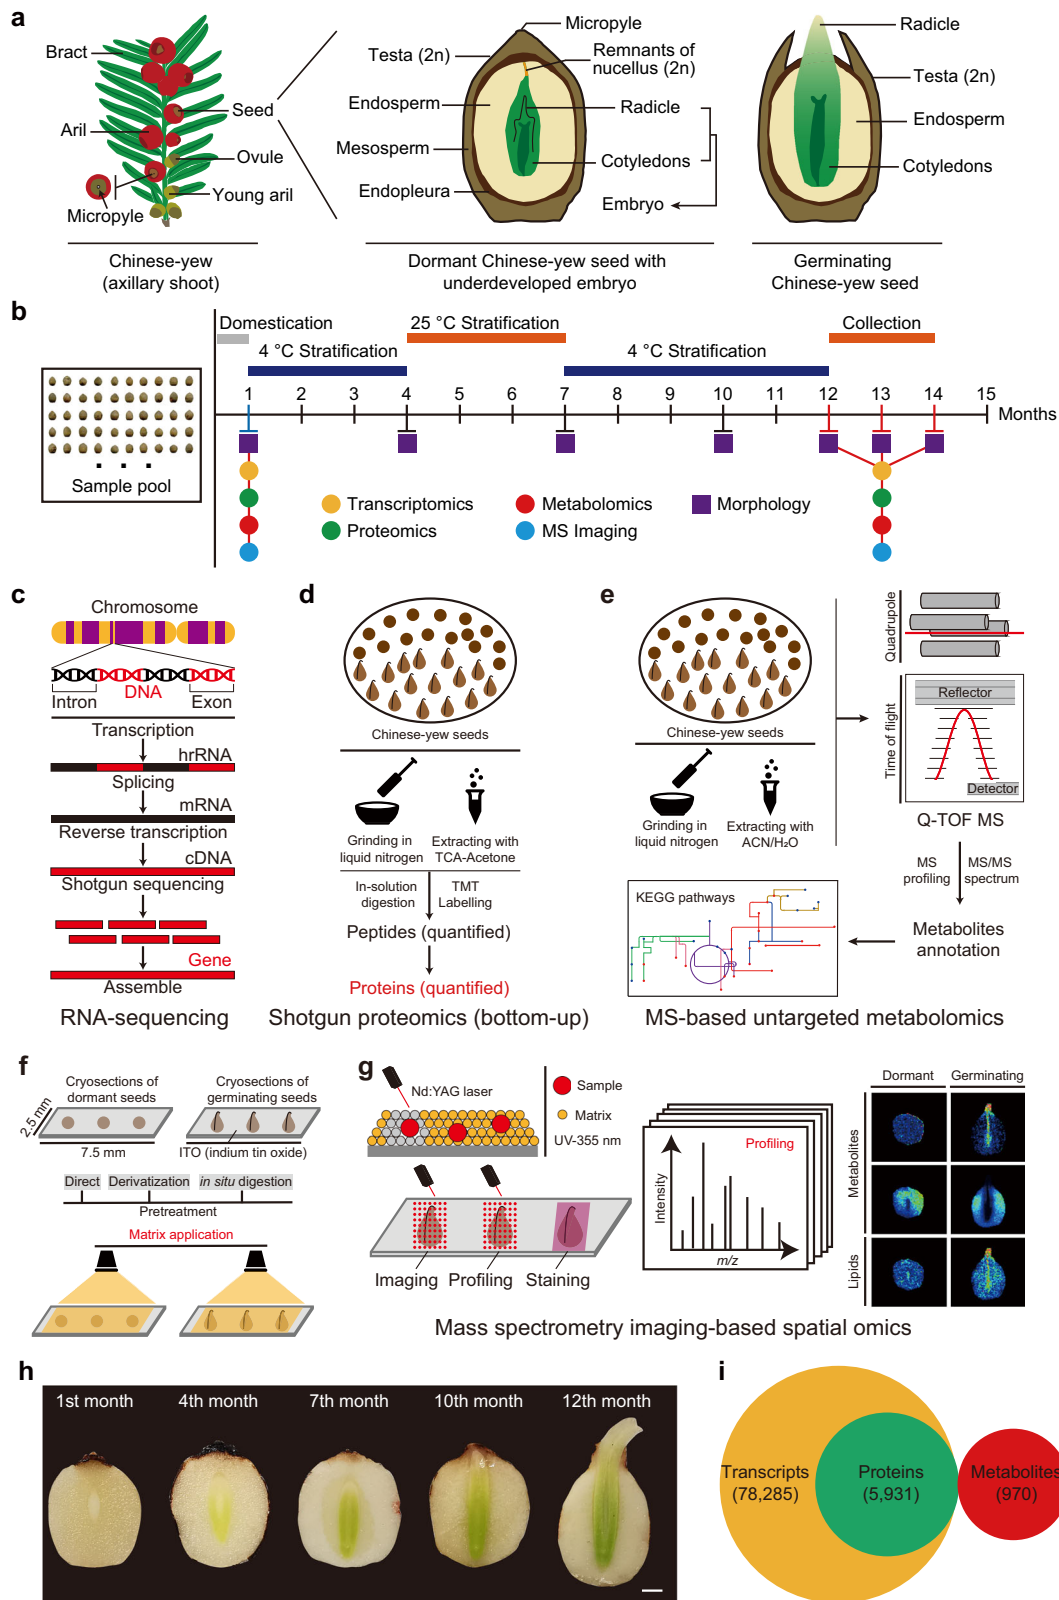 a
Bract
Aril
Micropyle
Seed
Ovule
Young aril
Chinese-yew
(axillary shoot)
Micropyle
Testa (2n)
Remnants of
nucellus (2n)
Endosperm
Radicle
Mesosperm
Cotyledons
Endopleura
Embryo
Dormant Chinese-yew seed with
underdeveloped embryo
Radicle
Testa (2n)
Endosperm
Cotyledons
Germinating
Chinese-yew seed
b
Domestication
25 °C Stratification
Collection
4 °C Stratification
4 °C Stratification
1 2 3 4 5 6 7 8 9 10 11 12 13 14 15
Months
Sample pool
Transcriptomics
Metabolomics
Morphology
Proteomics
MS Imaging
c
Chromosome
DNA
Intron
Exon
Transcription
hrRNA
Splicing
mRNA
Reverse transcription
cDNA
Shotgun sequencing
Gene
Assemble
RNA-sequencing
d
Chinese-yew seeds
Grinding in
liquid nitrogen
Extracting with
TCA-Acetone
In-solution
digestion
TMT
Labelling
Peptides (quantified)
Proteins (quantified)
Shotgun proteomics (bottom-up)
e
Chinese-yew seeds
Grinding in
liquid nitrogen
Extracting with
ACN/H₂O
Quadrupole
Time of flight
Reflector
Detector
Q-TOF MS
MS
profiling
MS/MS
spectrum
Metabolites
annotation
KEGG pathways
MS-based untargeted metabolomics
f
Cryosections of
dormant seeds
Cryosections of
germinating seeds
2.5 mm
7.5 mm
ITO (indium tin oxide)
Direct
Derivatization
in situ digestion
Pretreatment
Matrix application
g
Nd:YAG laser
Sample
Matrix
UV-355 nm
Imaging
Profiling
Staining
Profiling
Intensity
m/z
Dormant
Germinating
Metabolites
Lipids
Mass spectrometry imaging-based spatial omics
h
1st month
4th month
7th month
10th month
12th month
i
Transcripts
(78,285)
Proteins
(5,931)
Metabolites
(970)